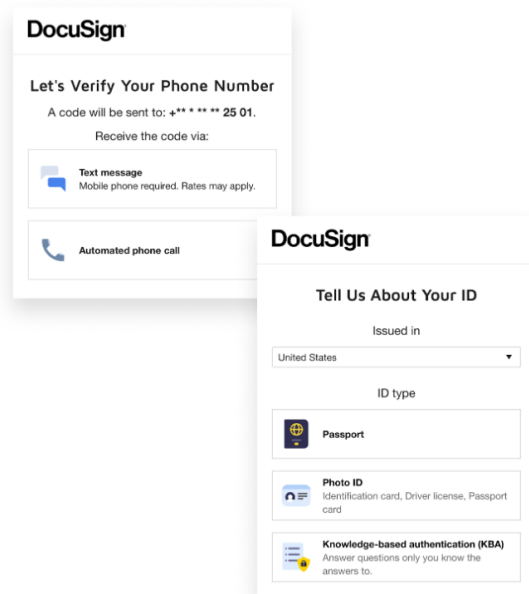 DocuSign
Let's Verify Your Phone Number
A code will be sent to: +** * ** ** 25 01.
Receive the code via:
Text message
Mobile phone required. Rates may apply.
Automated phone call
DocuSign
Tell Us About Your ID
Issued in
United States
ID type
Passport
Photo ID
Identification card, Driver license, Passport
card
Knowledge-based authentication (KBA)
Answer questions only you know the
answers to.